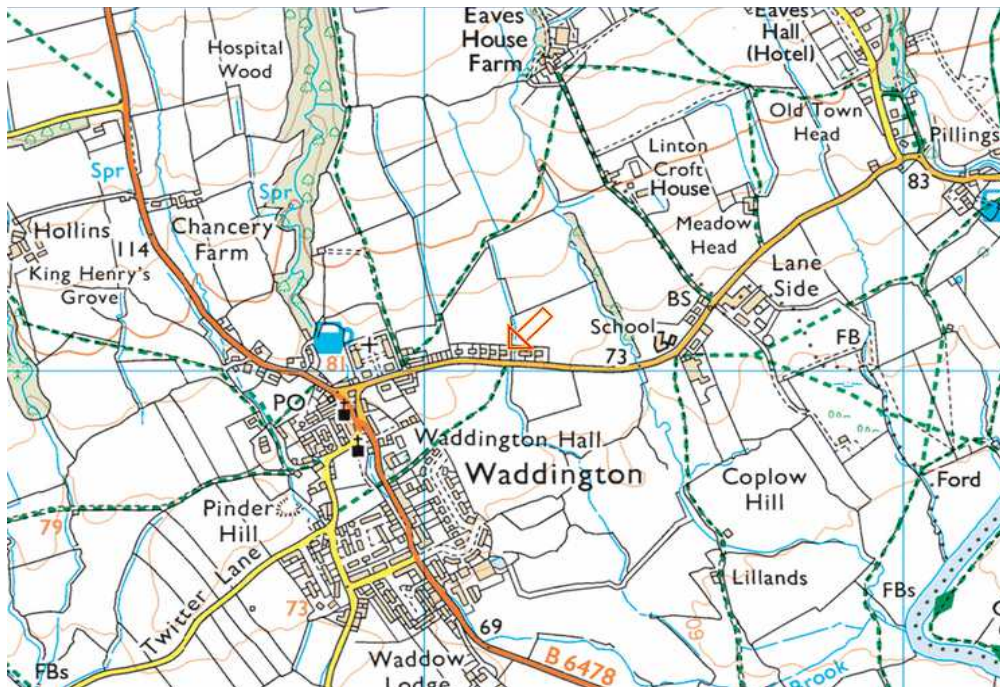 Hospital
Wood
Eaves
House
Farm
Eaves
Hall
(Hotel)
Old Town
Head
Pillings
Spr
Spr
Linton
Croft
House
83
Hollins
114
Chancery
Farm
Meadow
Head
King Henry's
Grove
Lane
Side
BS
School
81
73
FB
PO
Waddington Hall
Waddington
Coplow
Hill
Ford
79
Pinder
Hill
Lillands
FBs
Twitter Lane
73
69
60
FBs
Waddow
Lodge
B 6478
Brook